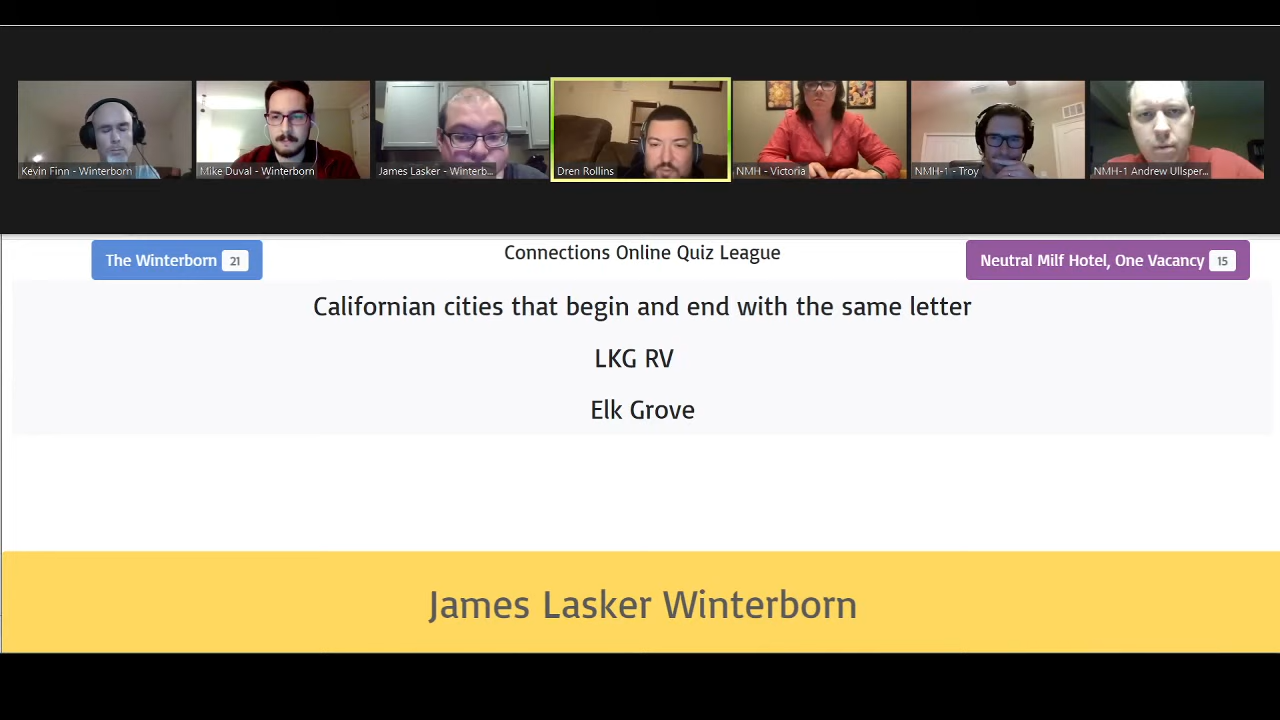 Kevin Finn - Winterborn
Mike Duval - Winterborn
James Lasker - Winterb...
Dren Rollins
NMH - Victoria
NMH-1 - Troy
NMH-1 Andrew Ullsper...
The Winterborn 21
Connections Online Quiz League
Neutral Milf Hotel, One Vacancy 15
Californian cities that begin and end with the same letter
LKG RV
Elk Grove
James Lasker Winterborn